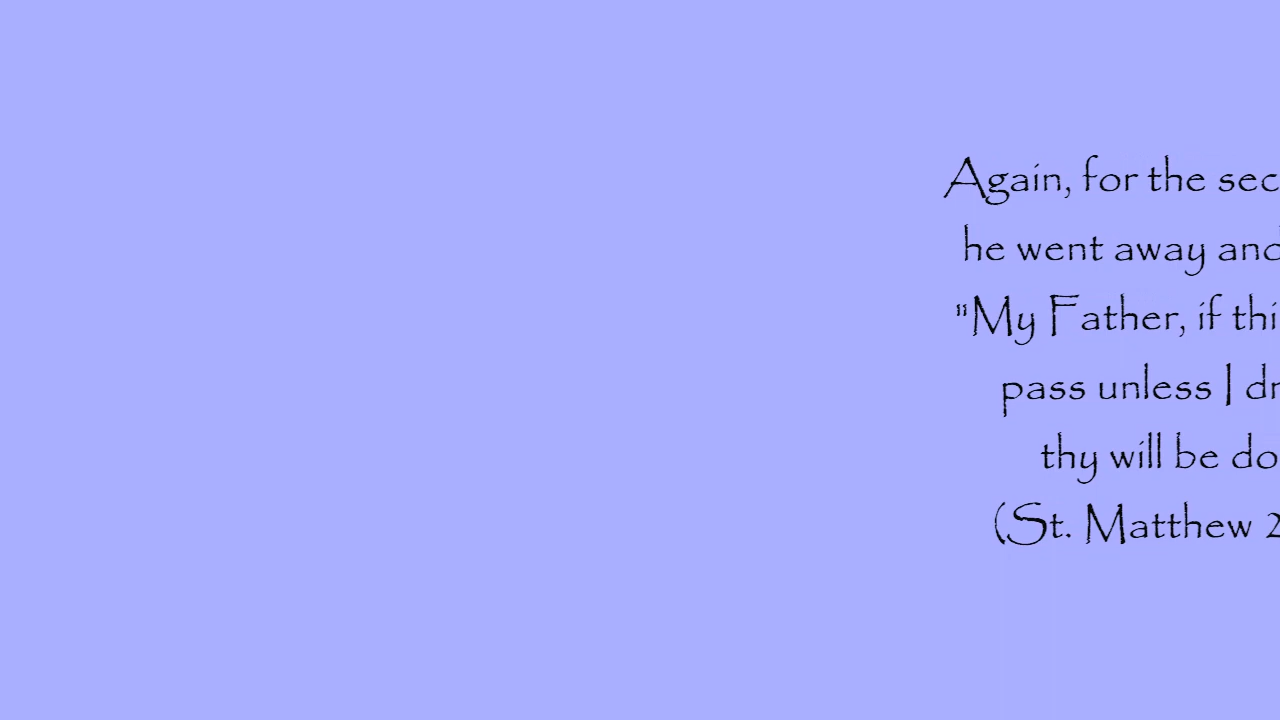 Again, for the sec
he went away and
"My Father, if thi
pass unless I dr
thy will be do
(St. Matthew 2